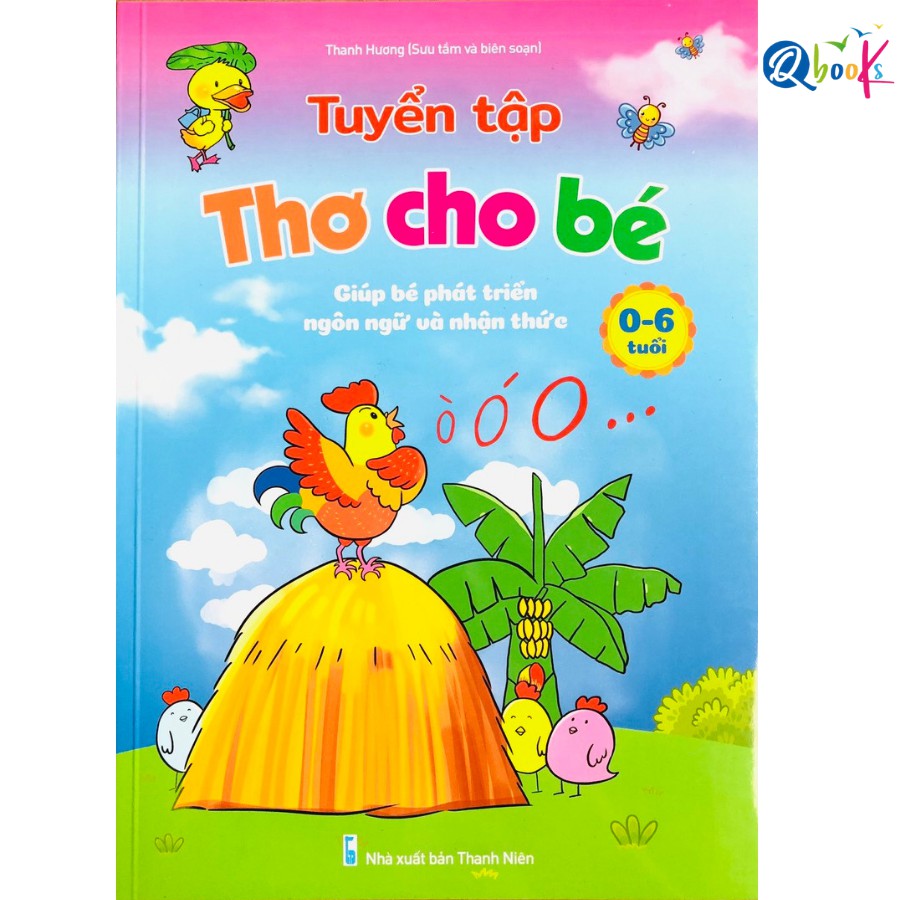 Thanh Hương (Sưu tầm và biên soạn)
Qbooks
Tuyển tập
Thơ cho bé
Giúp bé phát triển
ngôn ngữ và nhận thức
0-6
tuổi
ò ó O...
Nhà xuất bản Thanh Niên